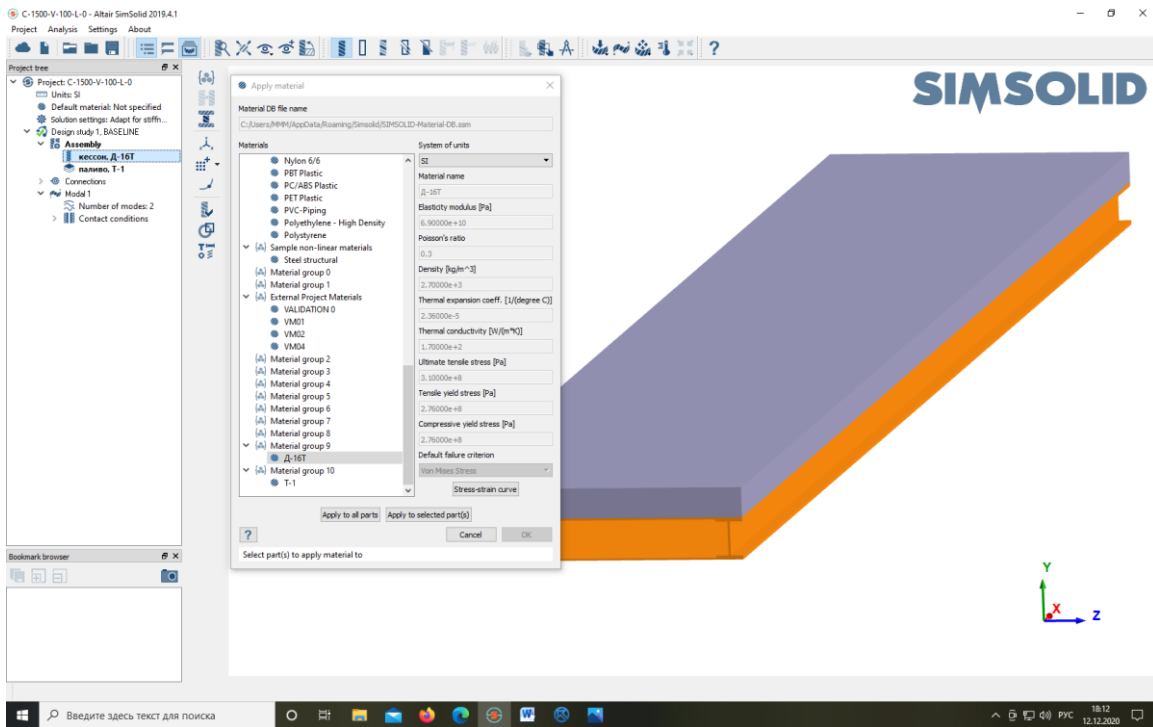 C-1500-V-100-L-0 - Altair SimSolid 2019.4.1
Project Analysis Settings About
Project tree
Project: C-1500-V-100-L-0
Units: SI
Default material: Not specified
Solution settings: Adapt for stiffn...
Design study 1, BASELINE
Assembly
кессон, Д-16Т
паливо, Т-1
Connections
Modal 1
Number of modes: 2
Contact conditions
Bookmark browser
Apply material
Material DB file name
C:/Users/МММ/AppData/Roaming/Simsolid/SIMSOLID-Material-DB.ssm
Materials
Nylon 6/6
PBT Plastic
PC/ABS Plastic
PET Plastic
PVC-Piping
Polyethylene - High Density
Polystyrene
Sample non-linear materials
Steel structural
Material group 0
Material group 1
External Project Materials
VALIDATION 0
VM01
VM02
VM04
Material group 2
Material group 3
Material group 4
Material group 5
Material group 6
Material group 7
Material group 8
Material group 9
Д-16Т
Material group 10
Т-1
System of units
SI
Material name
Д-16Т
Elasticity modulus [Pa]
6.90000e+10
Poisson's ratio
0.3
Density [kg/m^3]
2.70000e+3
Thermal expansion coeff. [1/(degree C)]
2.36000e-5
Thermal conductivity [W/(m*K)]
1.70000e+2
Ultimate tensile stress [Pa]
3.10000e+8
Tensile yield stress [Pa]
2.76000e+8
Compressive yield stress [Pa]
2.76000e+8
Default failure criterion
Von Mises Stress
Stress-strain curve
Apply to all parts Apply to selected part(s)
? Cancel OK
Select part(s) to apply material to
SIMSOLID
Y
X
Z
Введите здесь текст для поиска
РУС
18:12
12.12.2020